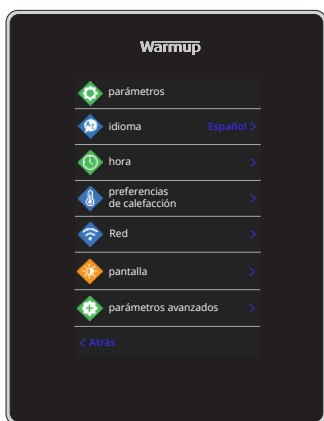 Warmup
parámetros
idioma Español >
hora >
preferencias
de calefacción >
Red >
pantalla >
parámetros avanzados >
< Atrás